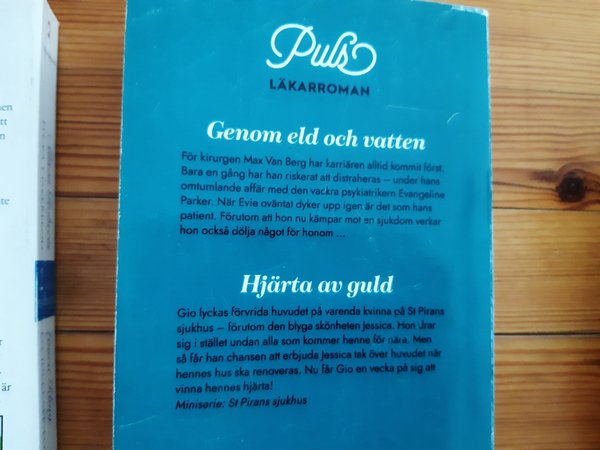 Puls
LÄKARROMAN
Genom eld och vatten
För kirurgen Max Van Berg har karriären alltid kommit först.
Bara en gång har han riskerat att distraheras – under hans
omtumlande affär med den vackra psykiatrikern Evangeline
Parker. När Evie oväntat dyker upp igen är det som hans
patient. Förutom att hon nu kämpar mot en sjukdom verkar
hon också dölja något för honom ...
Hjärta av guld
Gio lyckas förvrida huvudet på varenda kvinna på St Pirans
sjukhus – förutom den blyga skönheten Jessica. Hon drar
sig i stället undan alla som kommer henne för nära. Men
så får han chansen att erbjuda Jessica tak över huvudet när
hennes hus ska renoveras. Nu får Gio en vecka på sig att
vinna hennes hjärta!
Miniserie: St Pirans sjukhus
är